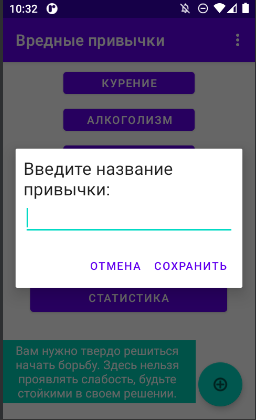 10:32
Вредные привычки
КУРЕНИЕ
АЛКОГОЛИЗМ
Введите название
привычки:
ОТМЕНА СОХРАНИТЬ
СТАТИСТИКА
Вам нужно твердо решиться
начать борьбу. Здесь нельзя
проявлять слабость, будьте
стойкими в своем решении.